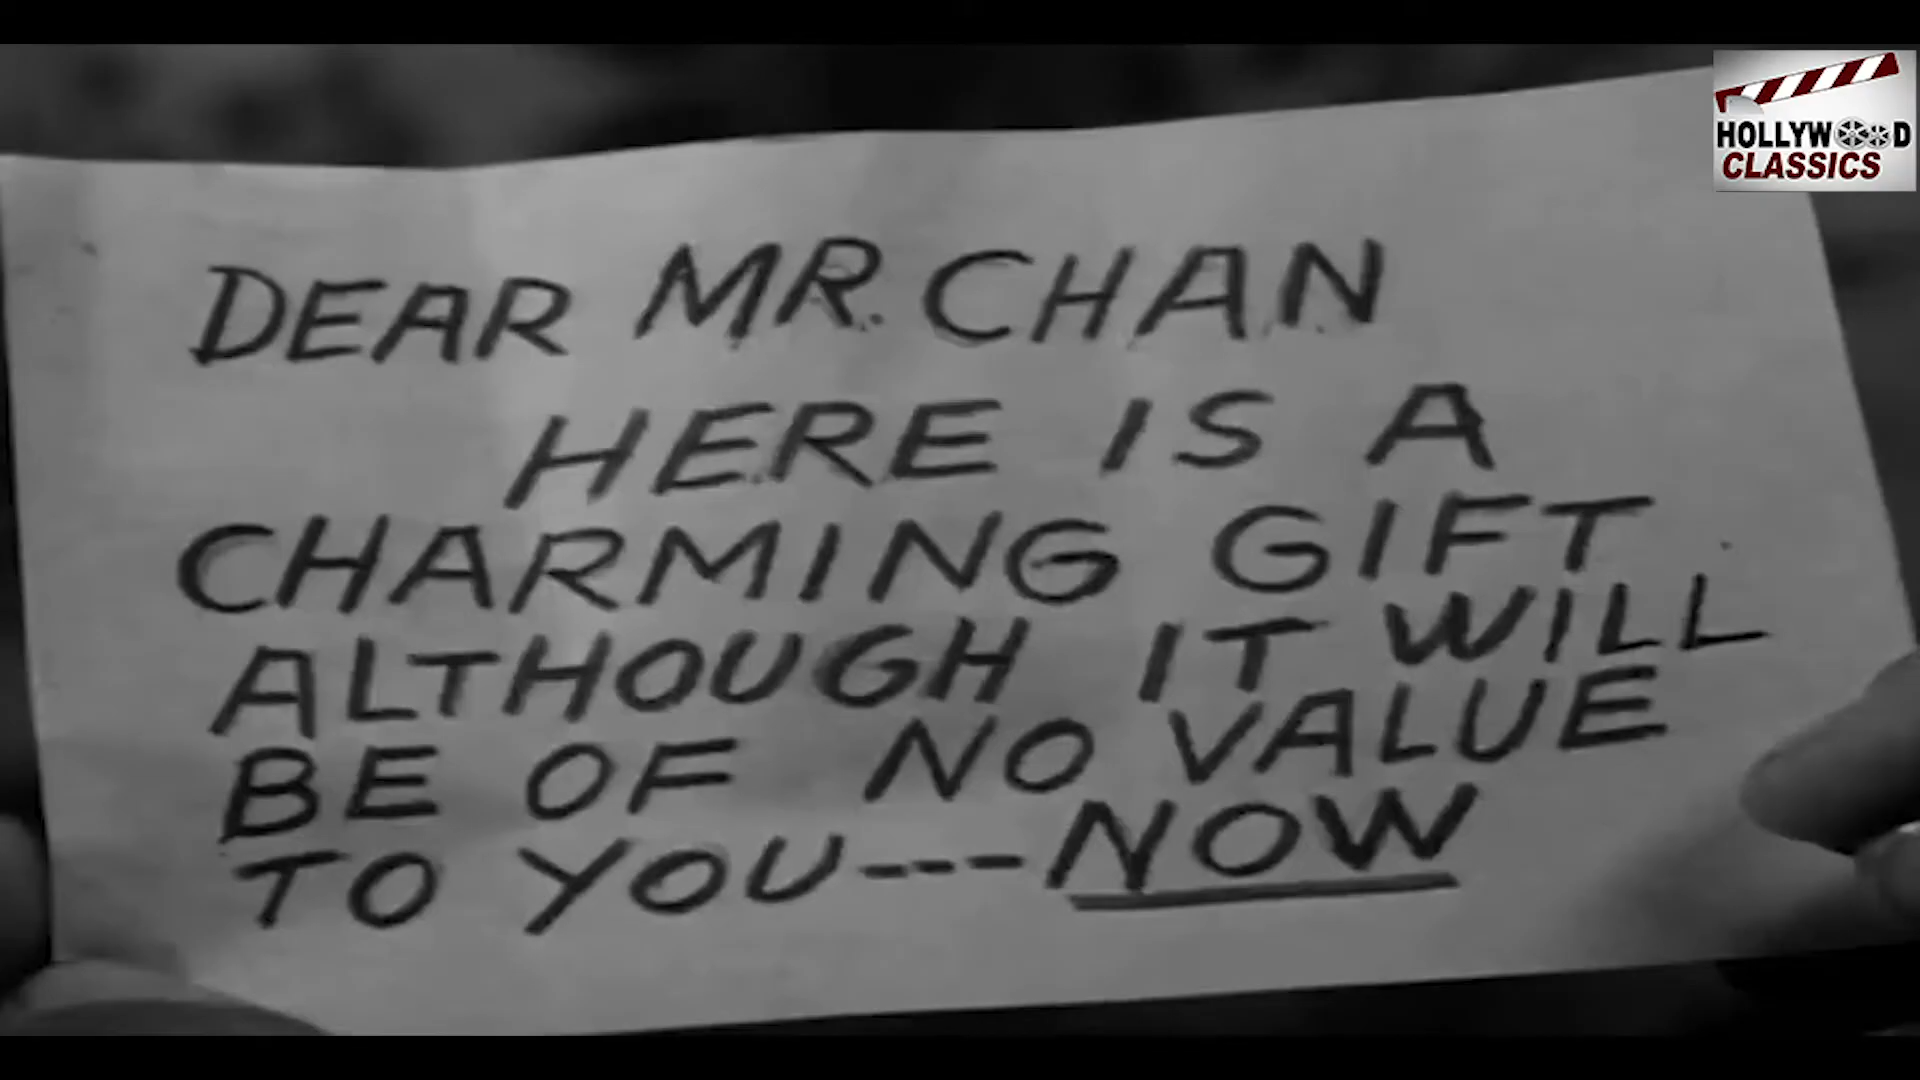 HOLLYWOOD
CLASSICS
DEAR MR. CHAN
HERE IS A
CHARMING GIFT
ALTHOUGH IT WILL
BE OF NO VALUE
TO YOU---NOW